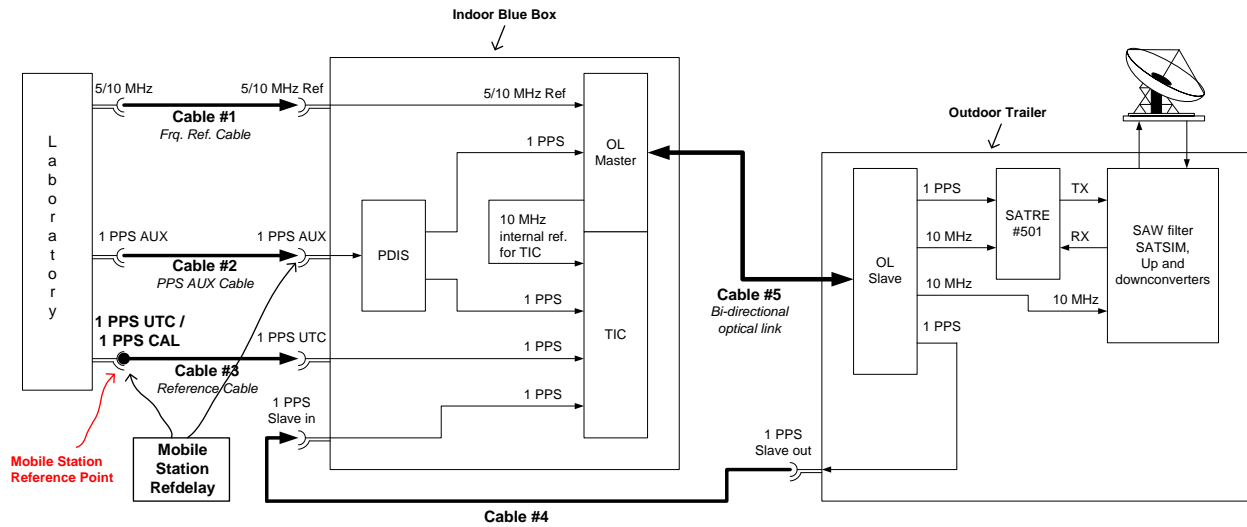 Indoor Blue Box
5/10 MHz
5/10 MHz Ref
Cable #1
Frq. Ref. Cable
Laboratory
1 PPS AUX
1 PPS AUX
Cable #2
PPS AUX Cable
1 PPS UTC /
1 PPS CAL
1 PPS UTC
Cable #3
Reference Cable
Mobile Station
Reference Point
Mobile
Station
Refdelay
1 PPS
Slave in
5/10 MHz Ref
1 PPS
OL
Master
PDIS
10 MHz
internal ref.
for TIC
1 PPS
1 PPS
TIC
1 PPS
Cable #5
Bi-directional
optical link
Cable #4
1 PPS
Slave out
Outdoor Trailer
OL
Slave
1 PPS
10 MHz
10 MHz
1 PPS
SATRE
#501
TX
RX
10 MHz
SAW filter
SATSIM,
Up and
downconverters